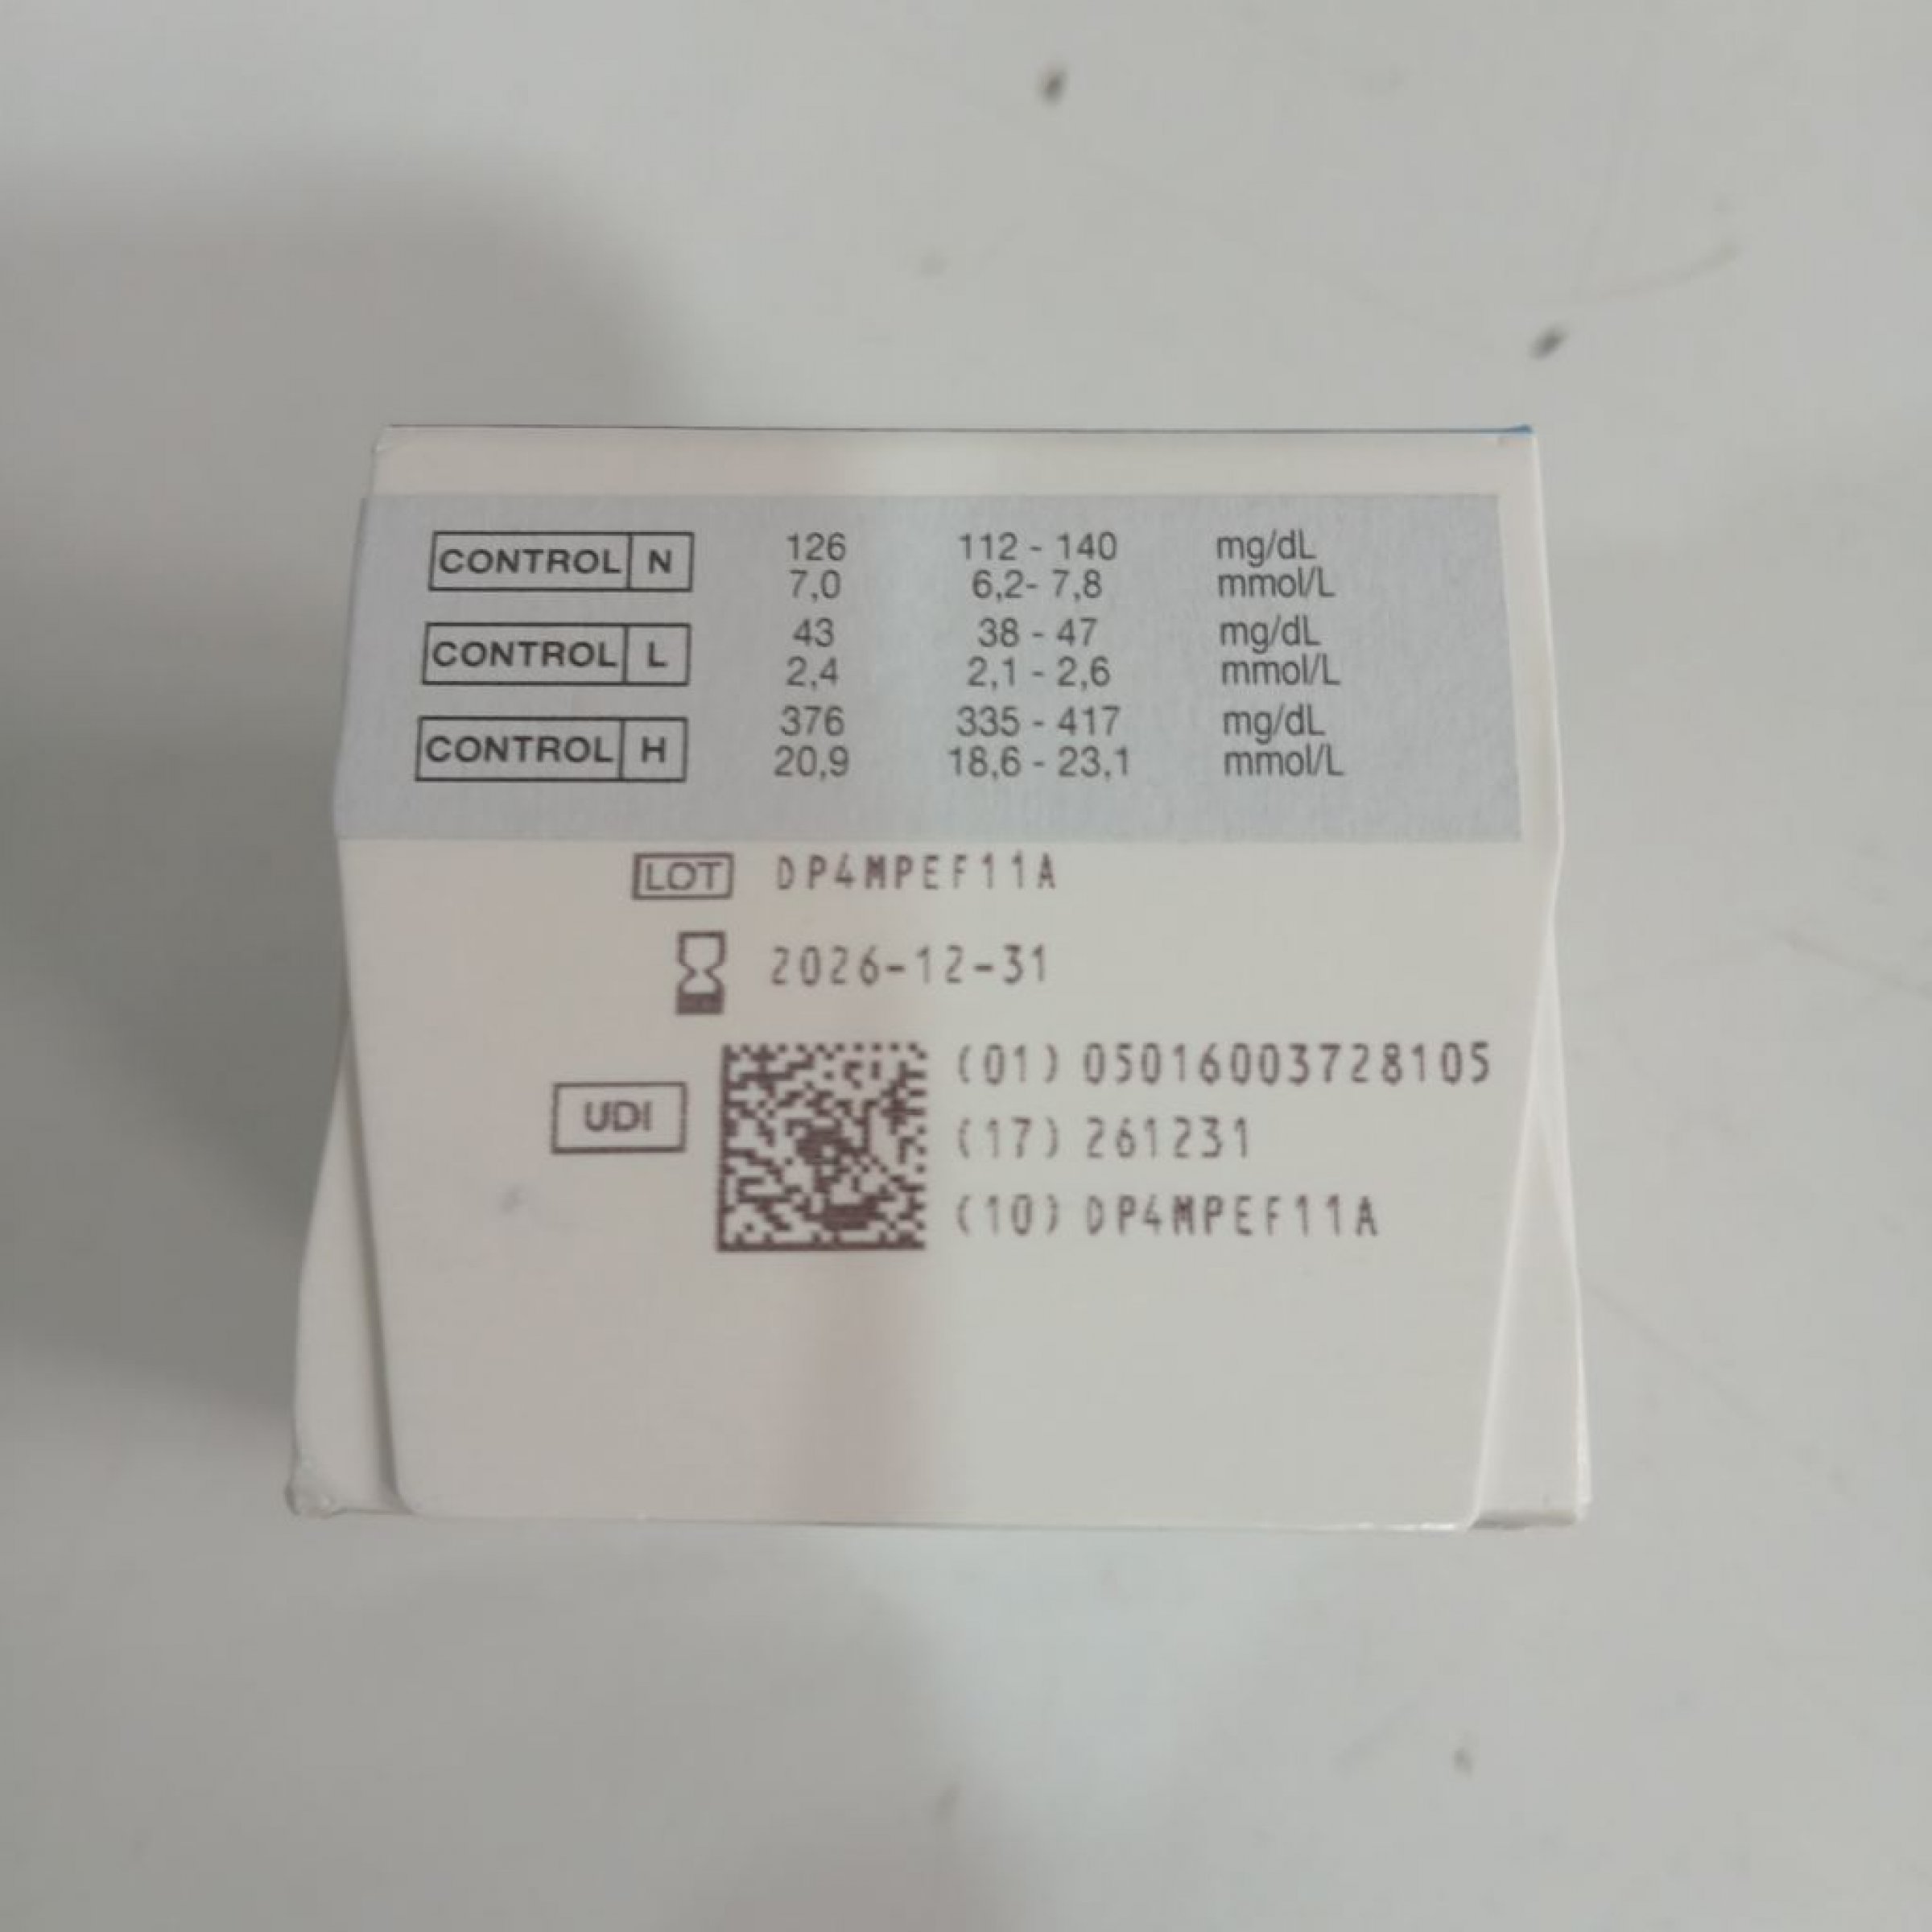 CONTROL N 126 112 - 140 mg/dL
7,0 6,2- 7,8 mmol/L
CONTROL L 43 38 - 47 mg/dL
2,4 2,1 - 2,6 mmol/L
CONTROL H 376 335 - 417 mg/dL
20,9 18,6 - 23,1 mmol/L
LOT DP4MPEF11A
2026-12-31
UDI
(01) 05016003728105
(17) 261231
(10) DP4MPEF11A